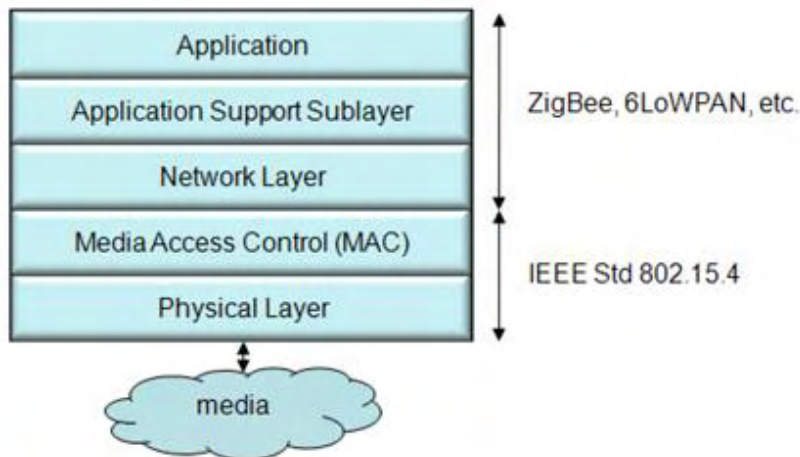 Application
Application Support Sublayer
ZigBee, 6LoWPAN, etc.
Network Layer
Media Access Control (MAC)
IEEE Std 802.15.4
Physical Layer
media